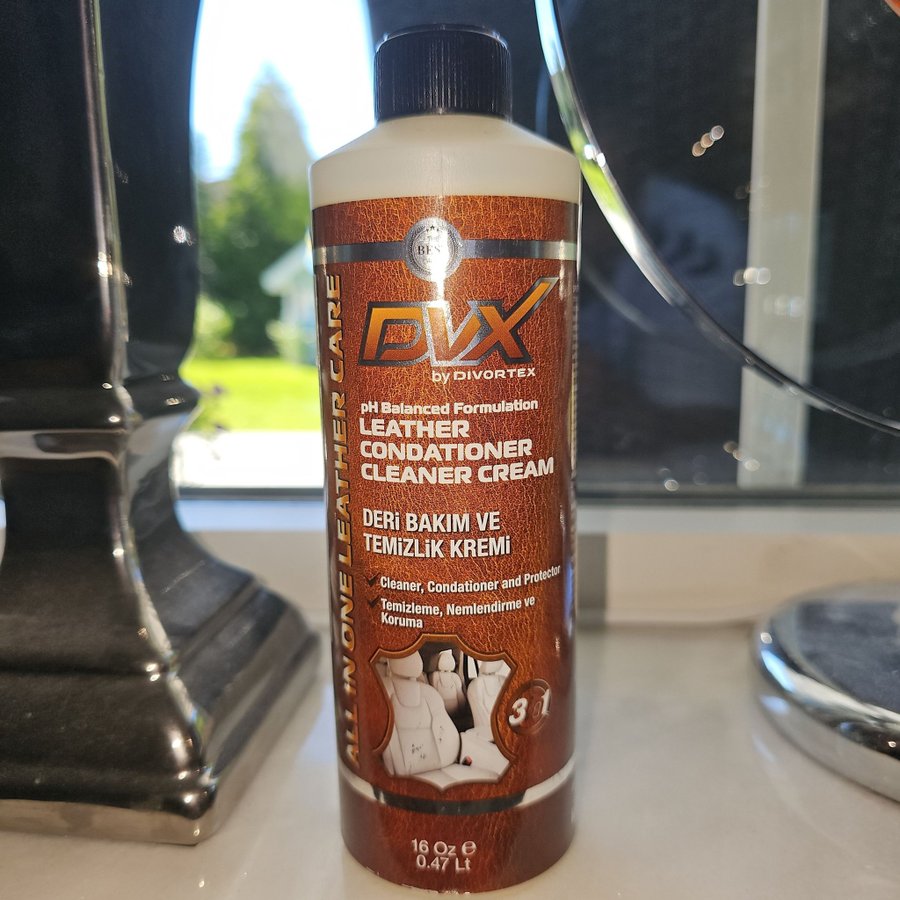 DVX
by DIVORTEX
pH Balanced Formulation
LEATHER
CONDATIONER
CLEANER CREAM
DERi BAKIM VE
TEMiZLiK KREMi
Cleaner, Condationer and Protector
Temizleme, Nemlendirme ve
Koruma
3in1
16 Oz ℮
0.47 Lt
ALL IN ONE LEATHER CARE